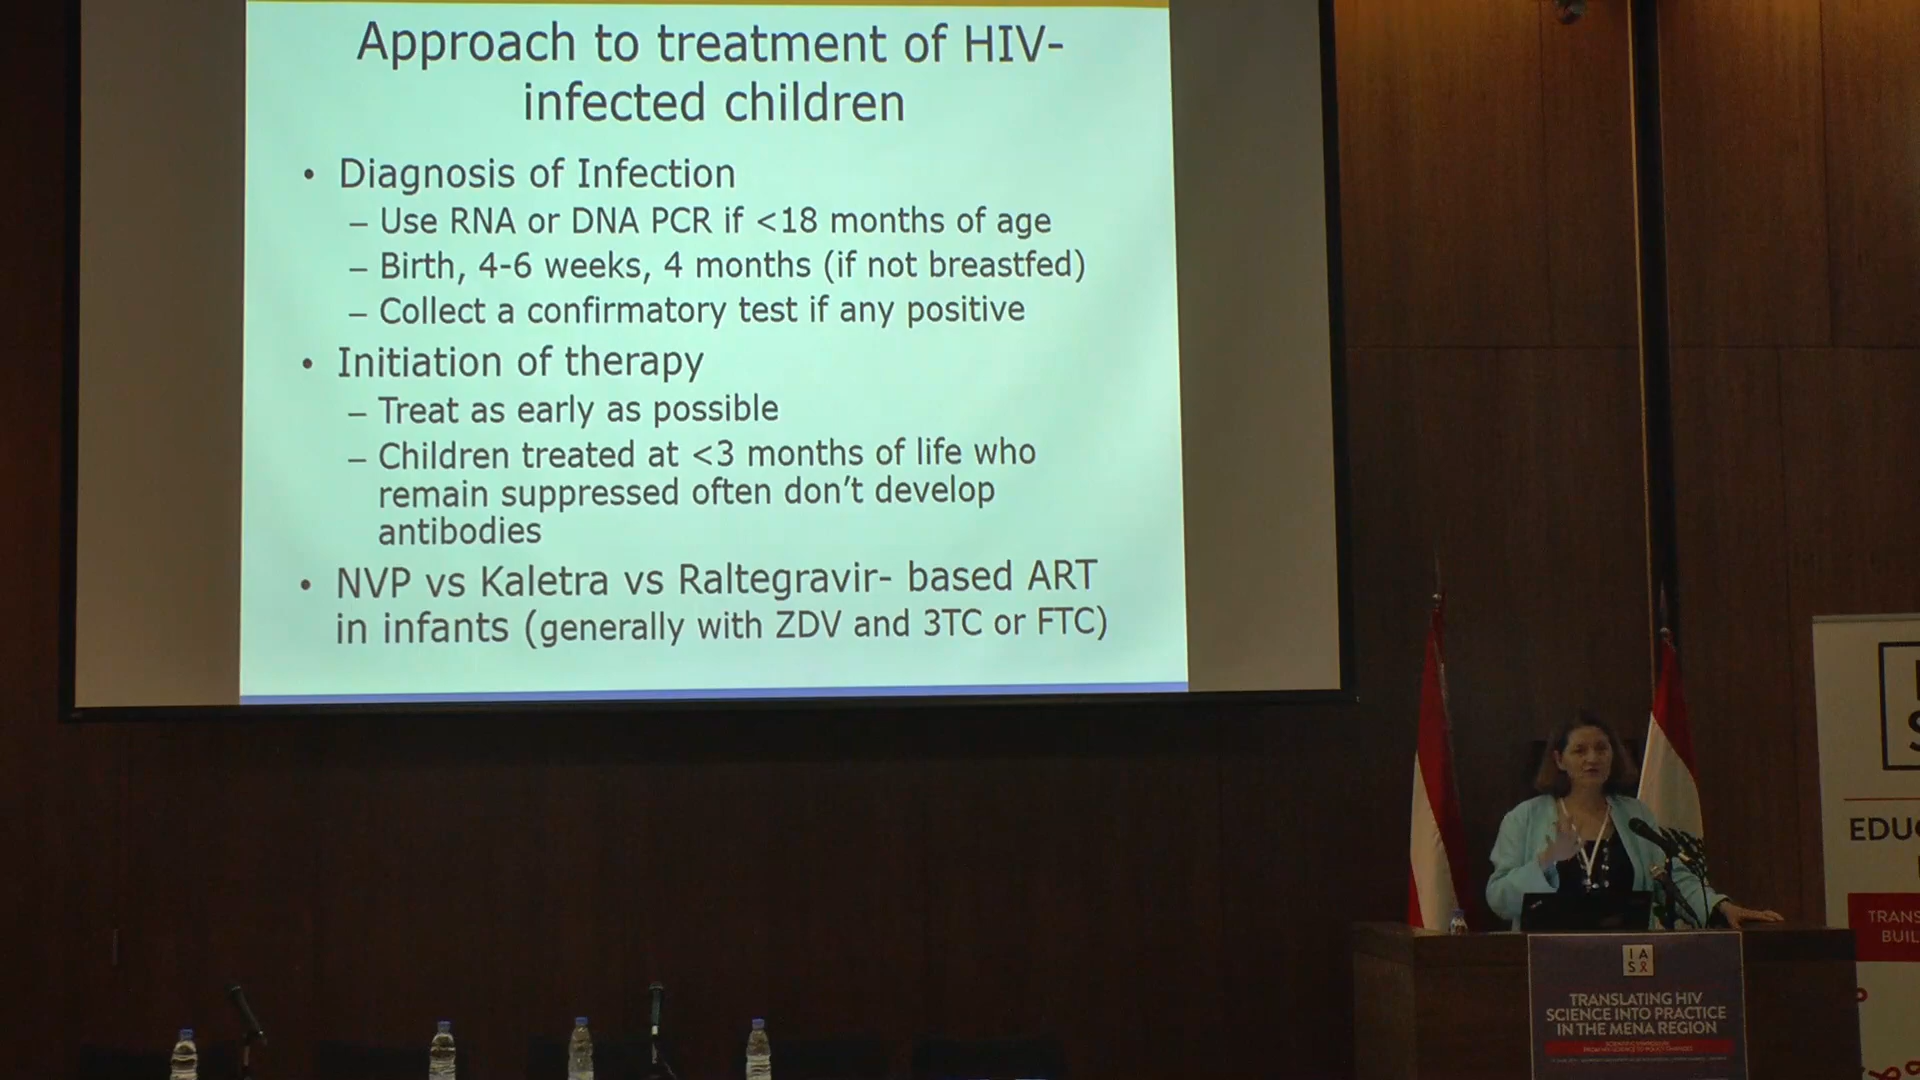 Approach to treatment of HIV-
infected children
• Diagnosis of Infection
– Use RNA or DNA PCR if <18 months of age
– Birth, 4-6 weeks, 4 months (if not breastfed)
– Collect a confirmatory test if any positive
• Initiation of therapy
– Treat as early as possible
– Children treated at <3 months of life who
remain suppressed often don’t develop
antibodies
• NVP vs Kaletra vs Raltegravir- based ART
in infants (generally with ZDV and 3TC or FTC)
EDU
TRANS
BUIL
IA
S
TRANSLATING HIV
SCIENCE INTO PRACTICE
IN THE MENA REGION